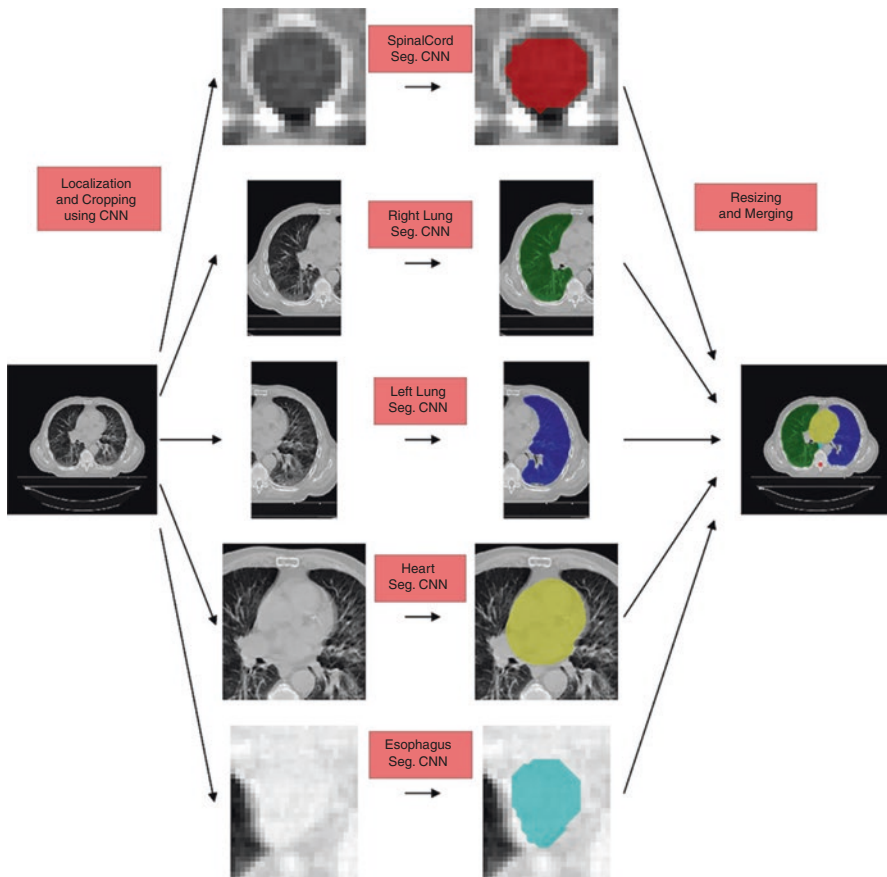 SpinalCord
Seg. CNN
Localization
and Cropping
using CNN
Right Lung
Seg. CNN
Resizing
and Merging
Left Lung
Seg. CNN
Heart
Seg. CNN
Esophagus
Seg. CNN